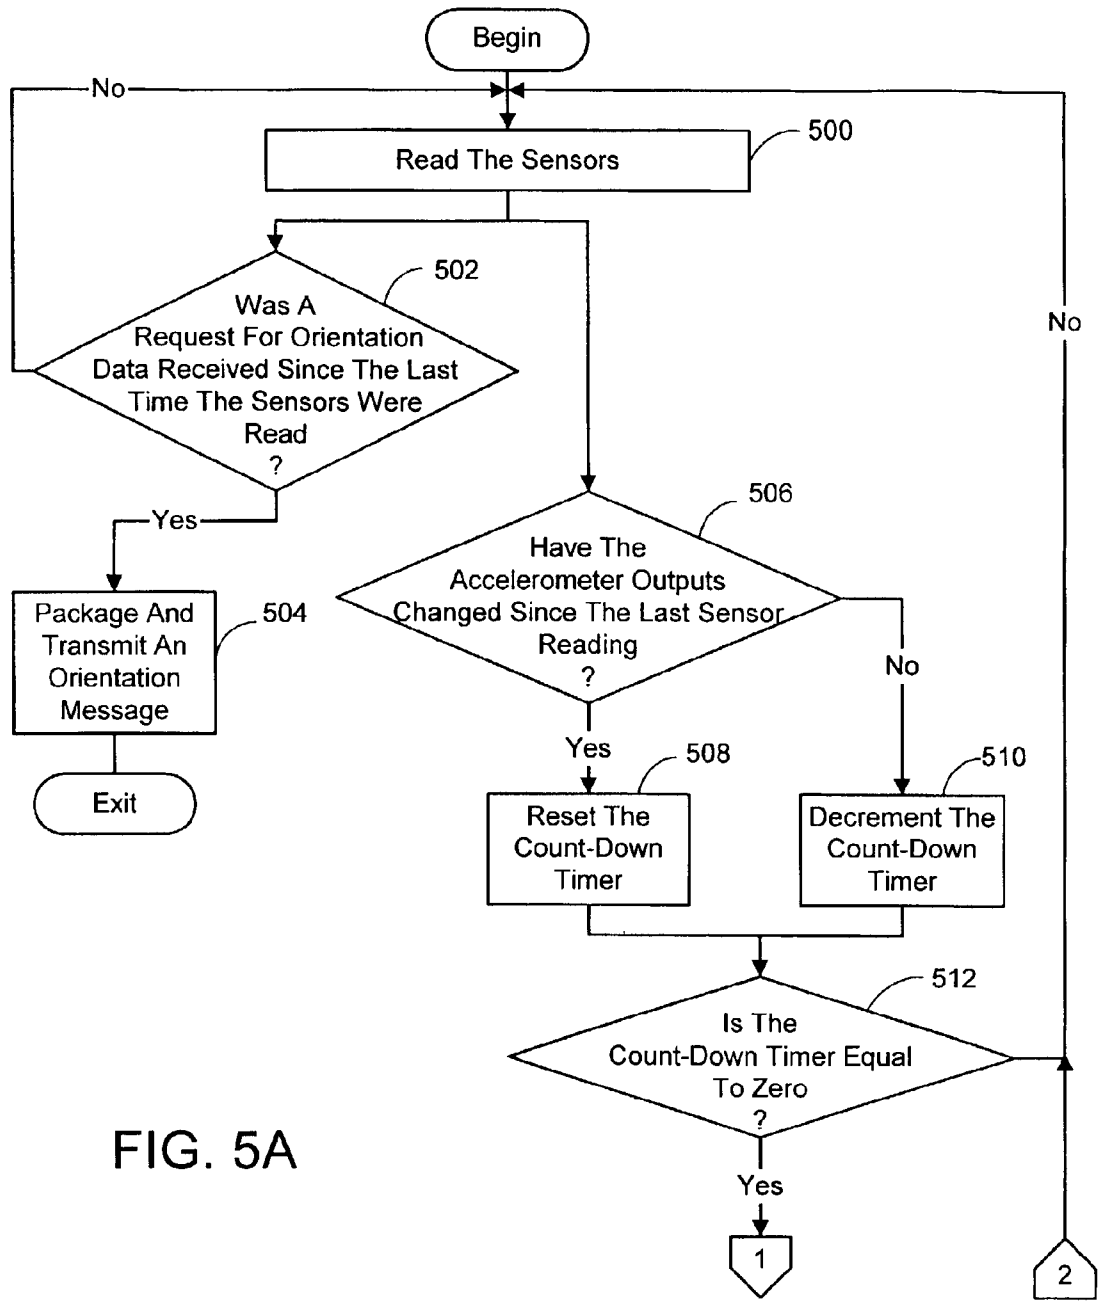 Begin
No
500
Read The Sensors
502
Was A
Request For Orientation
Data Received Since The Last
Time The Sensors Were
Read
?
No
Yes
506
Have The
Accelerometer Outputs
Changed Since The Last Sensor
Reading
?
504
Package And
Transmit An
Orientation
Message
No
Yes
508
510
Exit
Reset The
Count-Down
Timer
Decrement The
Count-Down
Timer
512
Is The
Count-Down Timer Equal
To Zero
?
FIG. 5A
Yes
1
2